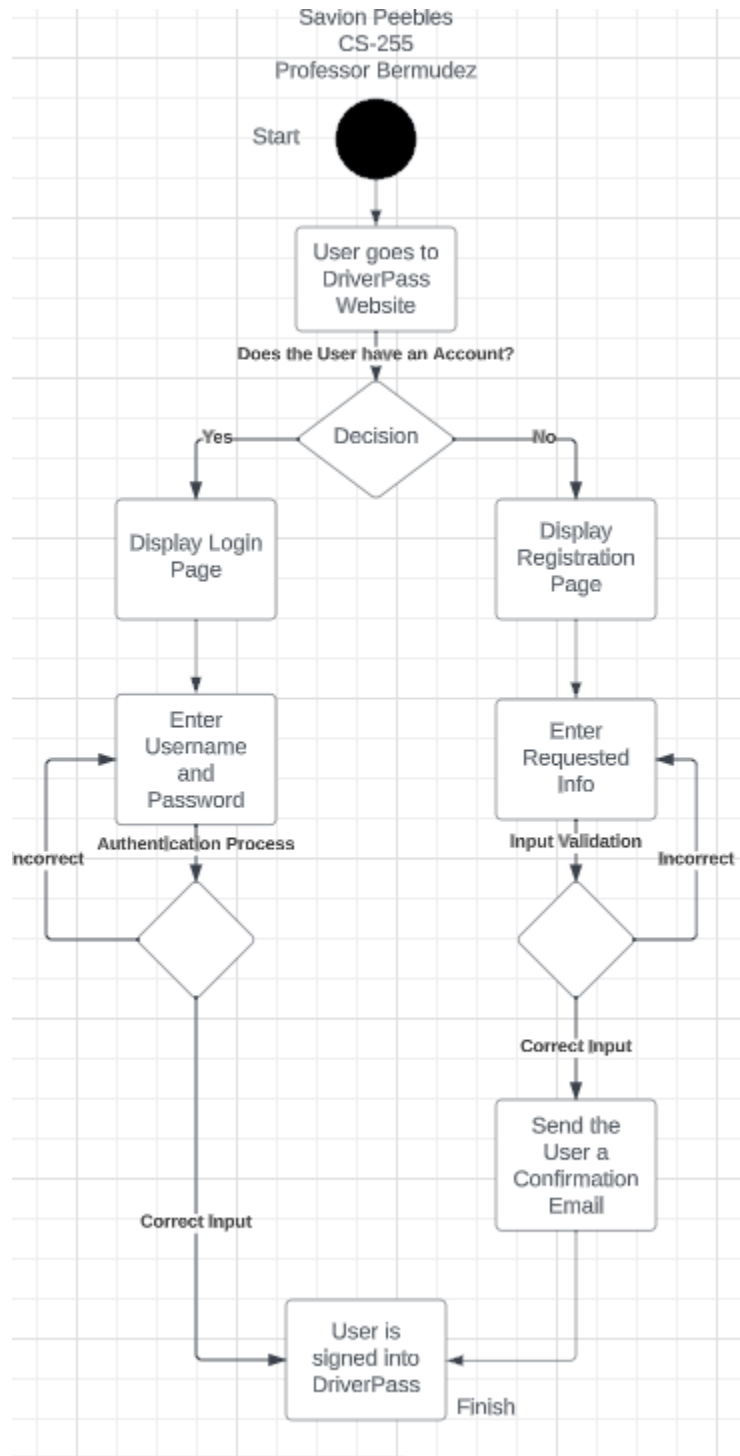 Savion Peebles
CS-255
Professor Bermudez
Start
User goes to
DriverPass
Website
Does the User have an Account?
Yes
Decision
No
Display Login
Page
Display
Registration
Page
Enter
Username
and
Password
Enter
Requested
Info
Authentication Process
Input Validation
ncorrect
Incorrect
Correct Input
Send the
User a
Confirmation
Email
Correct Input
User is
signed into
DriverPass
Finish